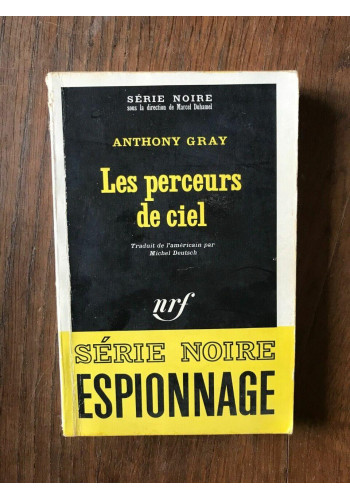 SÉRIE NOIRE
sous la direction de Marcel Duhamel
ANTHONY GRAY
Les perceurs
de ciel
Traduit de l'américain par
Michel Deutsch
nrf
SÉRIE NOIRE
ESPIONNAGE